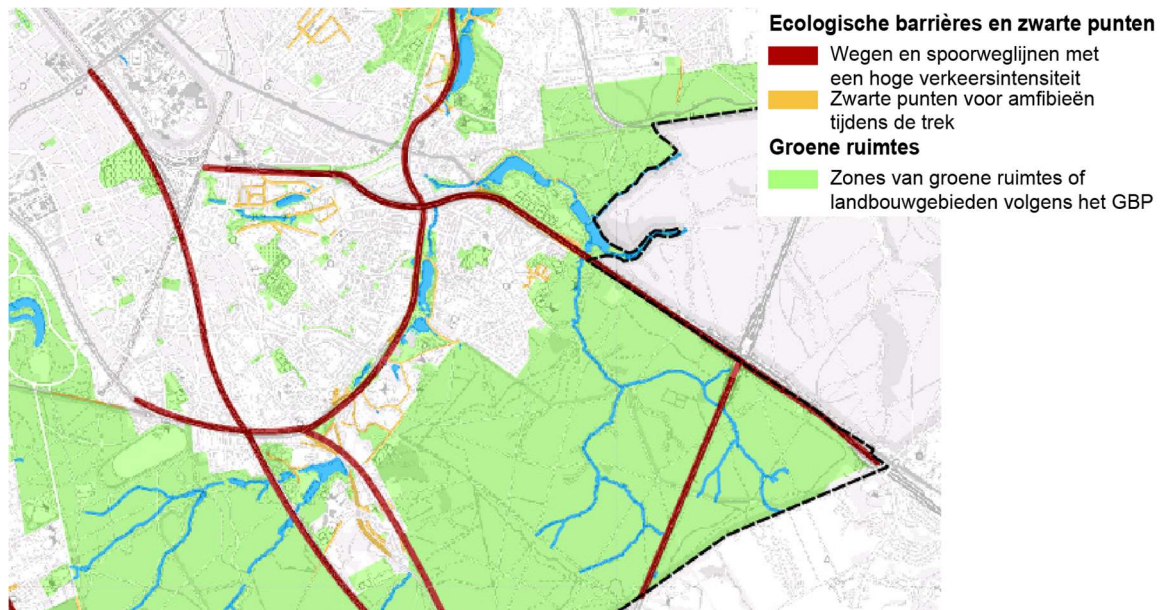 Ecologische barrières en zwarte punten
Wegen en spoorweglijnen met
een hoge verkeersintensiteit
Zwarte punten voor amfibieën
tijdens de trek
Groene ruimtes
Zones van groene ruimtes of
landbouwgebieden volgens het GBP